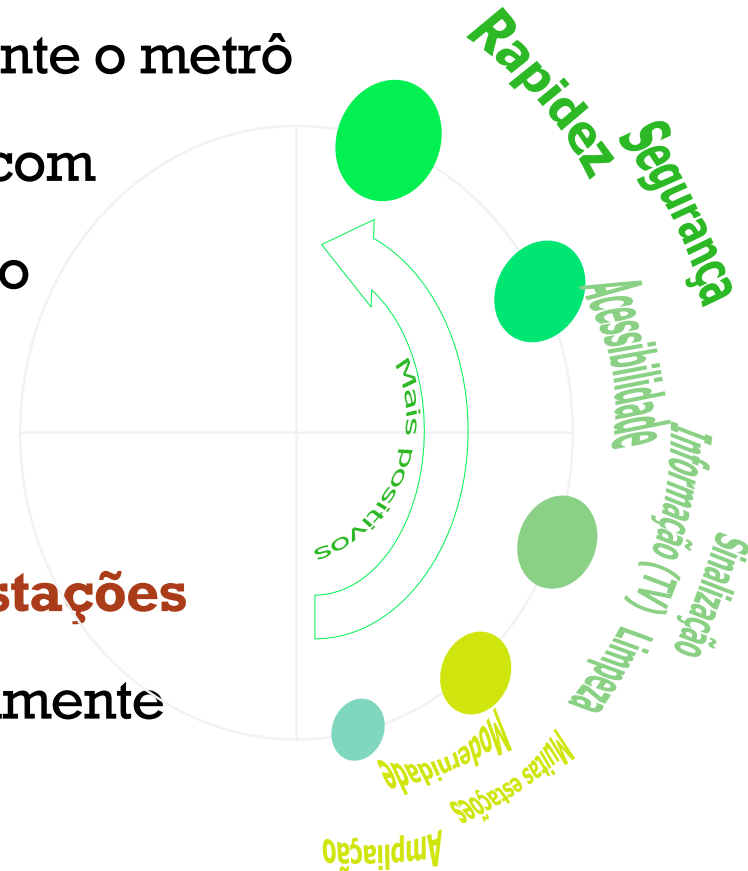 nte o metrô
com
o
stações
mente
Rapidez
Segurança
Acessibilidade
Informação (TV)
Sinalização
Limpeza
Mais positivos
Modernidade
Muitas estações
Ampliação